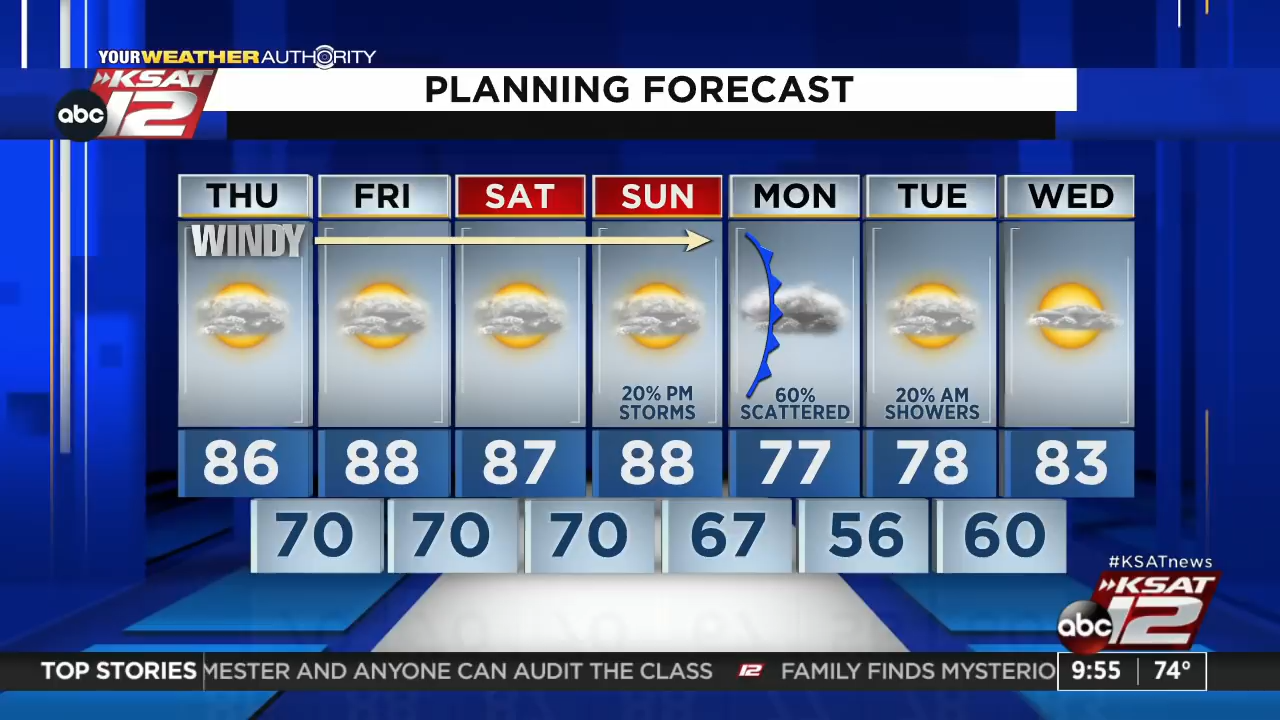 YOURWEATHERAUTHORITY
KSAT
abc 12
PLANNING FORECAST
THU FRI SAT SUN MON TUE WED
WINDY
20% PM STORMS
60% SCATTERED
20% AM SHOWERS
86 88 87 88 77 78 83
70 70 70 67 56 60
#KSATnews
KSAT
abc 12
TOP STORIES MESTER AND ANYONE CAN AUDIT THE CLASS 12 FAMILY FINDS MYSTERIO 9:55 74°